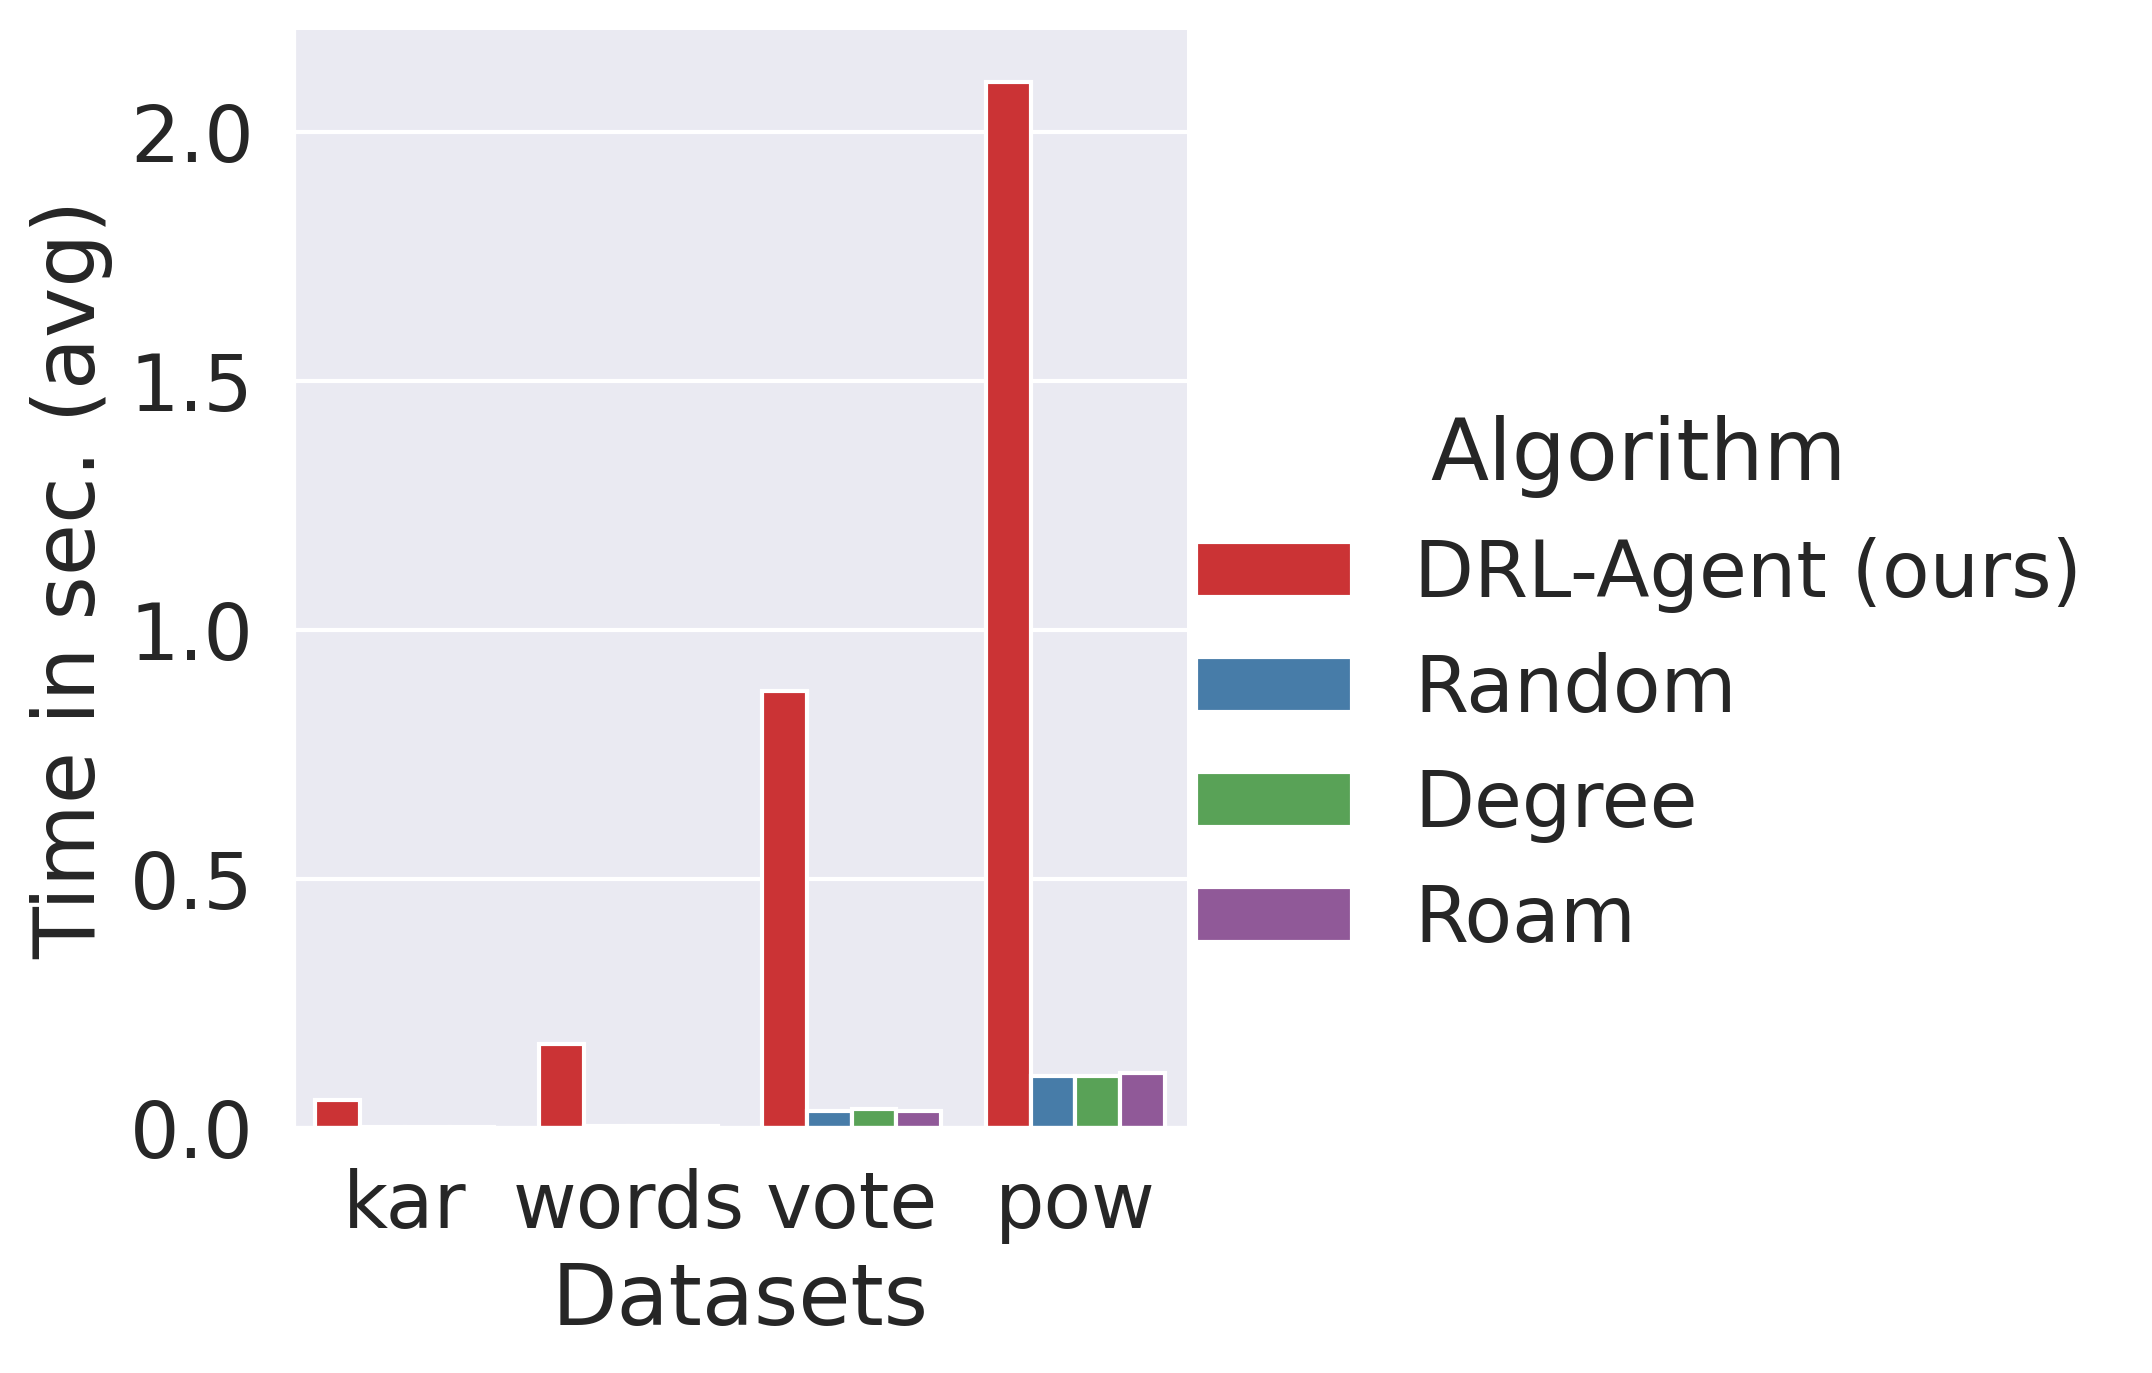 Time in sec. (avg)
2.0
1.5
1.0
0.5
0.0
kar words vote pow
Datasets
Algorithm
DRL-Agent (ours)
Random
Degree
Roam